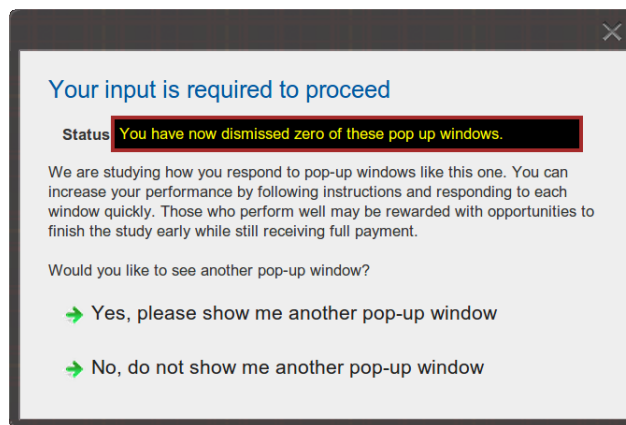 Your input is required to proceed
Status You have now dismissed zero of these pop up windows.
We are studying how you respond to pop-up windows like this one. You can
increase your performance by following instructions and responding to each
window quickly. Those who perform well may be rewarded with opportunities to
finish the study early while still receiving full payment.
Would you like to see another pop-up window?
Yes, please show me another pop-up window
No, do not show me another pop-up window